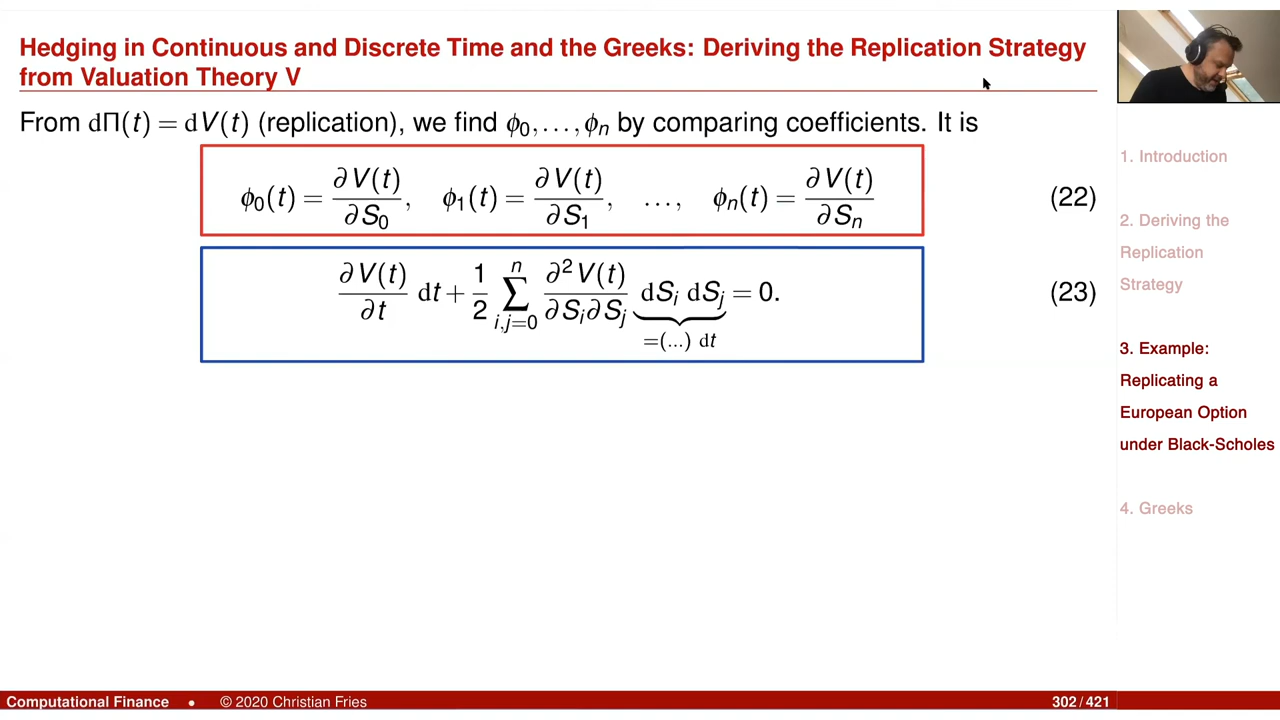 Hedging in Continuous and Discrete Time and the Greeks: Deriving the Replication Strategy
from Valuation Theory V
From dΠ(t) = dV(t) (replication), we find ϕ₀,…,ϕₙ by comparing coefficients. It is
ϕ₀(t) = ∂V(t)/∂S₀, ϕ₁(t) = ∂V(t)/∂S₁, …, ϕₙ(t) = ∂V(t)/∂Sₙ (22)
∂V(t)/∂t dt + 1/2 ∑_{i,j=0}^{n} ∂²V(t)/∂Sᵢ∂Sⱼ dSᵢ dSⱼ = 0. (23)
=(...) dt
1. Introduction
2. Deriving the
Replication
Strategy
3. Example:
Replicating a
European Option
under Black-Scholes
4. Greeks
Computational Finance • © 2020 Christian Fries 302/421